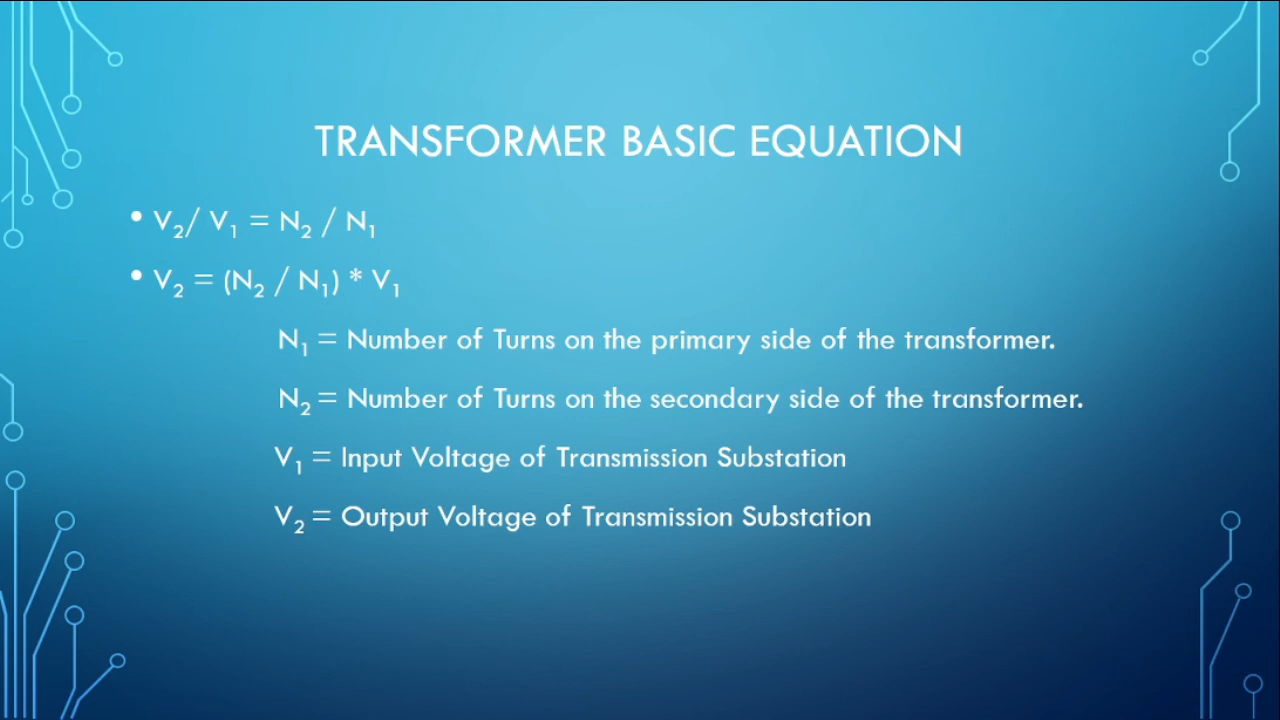 TRANSFORMER BASIC EQUATION
• V₂/ V₁ = N₂ / N₁
• V₂ = (N₂ / N₁) * V₁
N₁ = Number of Turns on the primary side of the transformer.
N₂ = Number of Turns on the secondary side of the transformer.
V₁ = Input Voltage of Transmission Substation
V₂ = Output Voltage of Transmission Substation